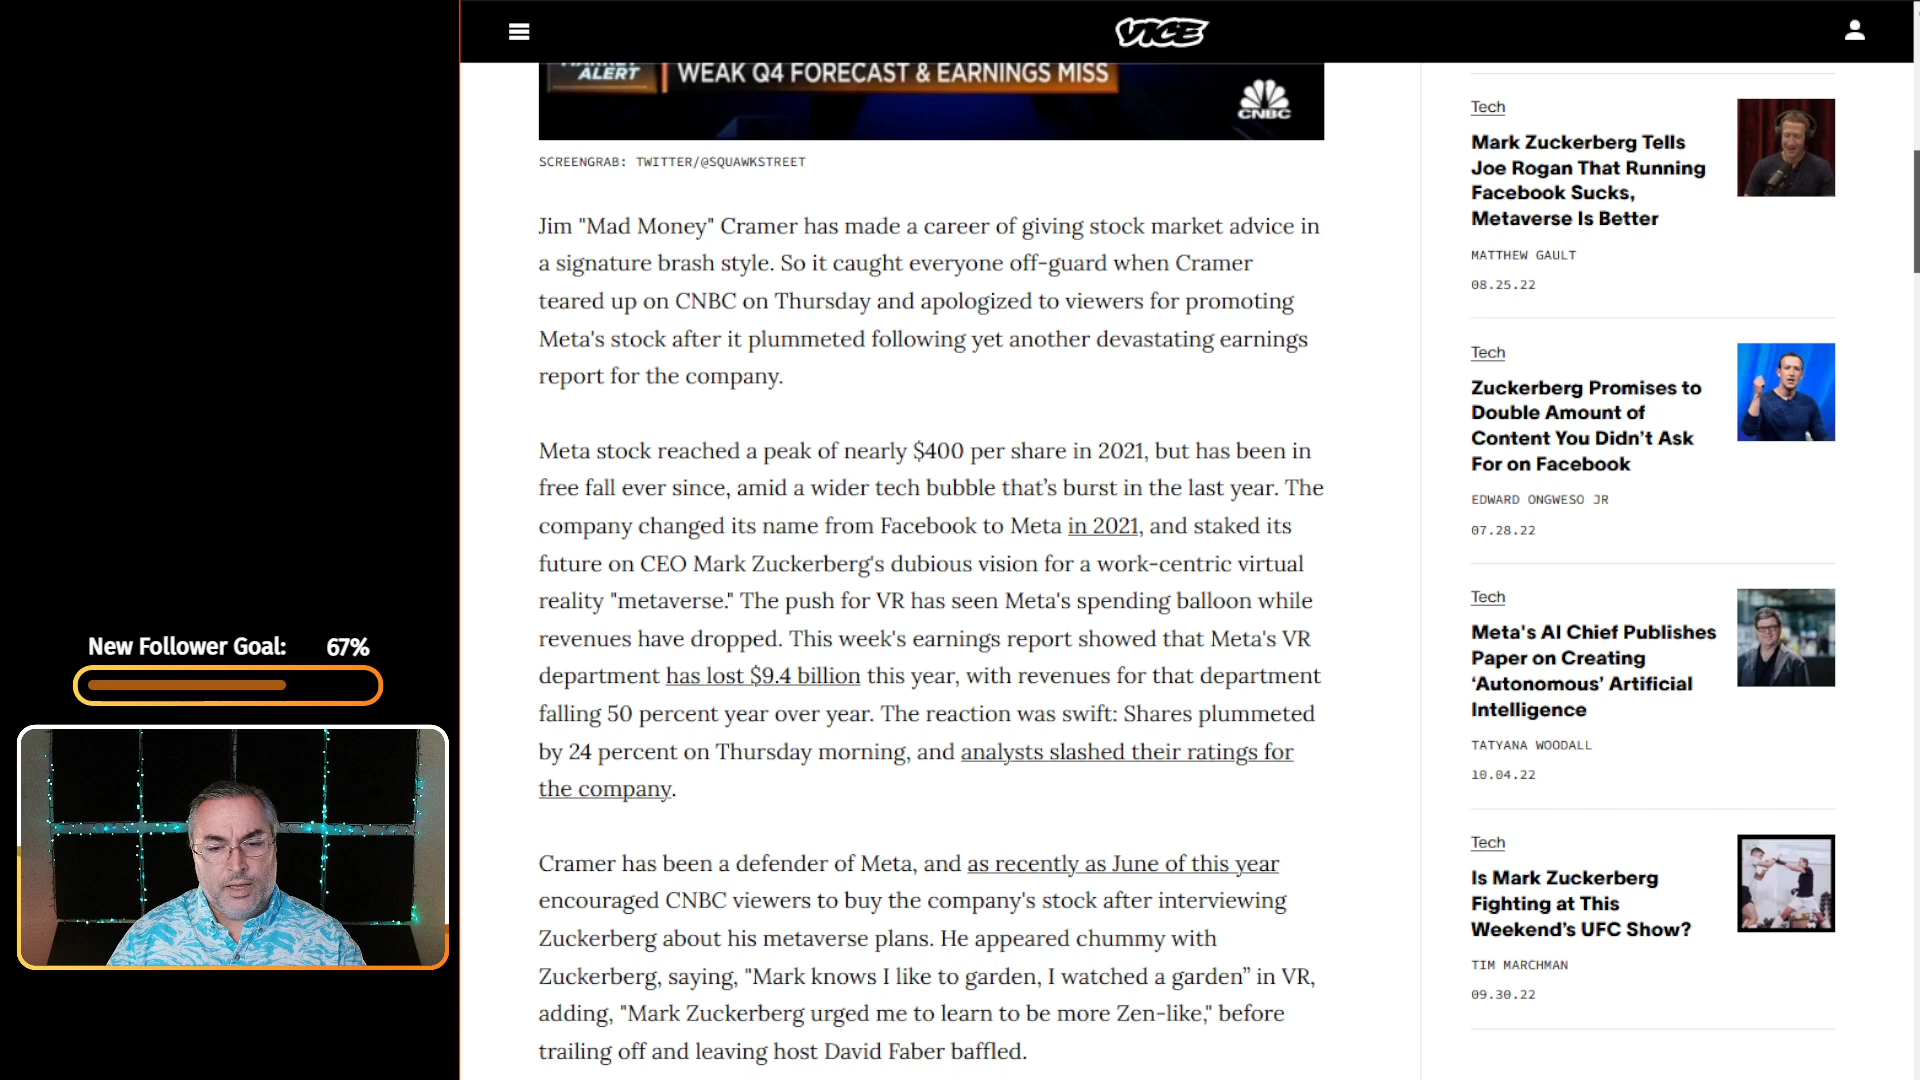 VICE
ALERT
WEAK Q4 FORECAST & EARNINGS MISS
CNBC
SCREENGRAB: TWITTER/@SQUAWKSTREET
Jim "Mad Money" Cramer has made a career of giving stock market advice in
a signature brash style. So it caught everyone off-guard when Cramer
teared up on CNBC on Thursday and apologized to viewers for promoting
Meta's stock after it plummeted following yet another devastating earnings
report for the company.
Meta stock reached a peak of nearly $400 per share in 2021, but has been in
free fall ever since, amid a wider tech bubble that’s burst in the last year. The
company changed its name from Facebook to Meta in 2021, and staked its
future on CEO Mark Zuckerberg's dubious vision for a work-centric virtual
reality "metaverse." The push for VR has seen Meta's spending balloon while
revenues have dropped. This week's earnings report showed that Meta's VR
department has lost $9.4 billion this year, with revenues for that department
falling 50 percent year over year. The reaction was swift: Shares plummeted
by 24 percent on Thursday morning, and analysts slashed their ratings for
the company.
Cramer has been a defender of Meta, and as recently as June of this year
encouraged CNBC viewers to buy the company's stock after interviewing
Zuckerberg about his metaverse plans. He appeared chummy with
Zuckerberg, saying, "Mark knows I like to garden, I watched a garden” in VR,
adding, "Mark Zuckerberg urged me to learn to be more Zen-like," before
trailing off and leaving host David Faber baffled.
Tech
Mark Zuckerberg Tells
Joe Rogan That Running
Facebook Sucks,
Metaverse Is Better
MATTHEW GAULT
08.25.22
Tech
Zuckerberg Promises to
Double Amount of
Content You Didn’t Ask
For on Facebook
EDWARD ONGWESO JR
07.28.22
Tech
Meta's AI Chief Publishes
Paper on Creating
‘Autonomous’ Artificial
Intelligence
TATYANA WOODALL
10.04.22
Tech
Is Mark Zuckerberg
Fighting at This
Weekend’s UFC Show?
TIM MARCHMAN
09.30.22
New Follower Goal: 67%